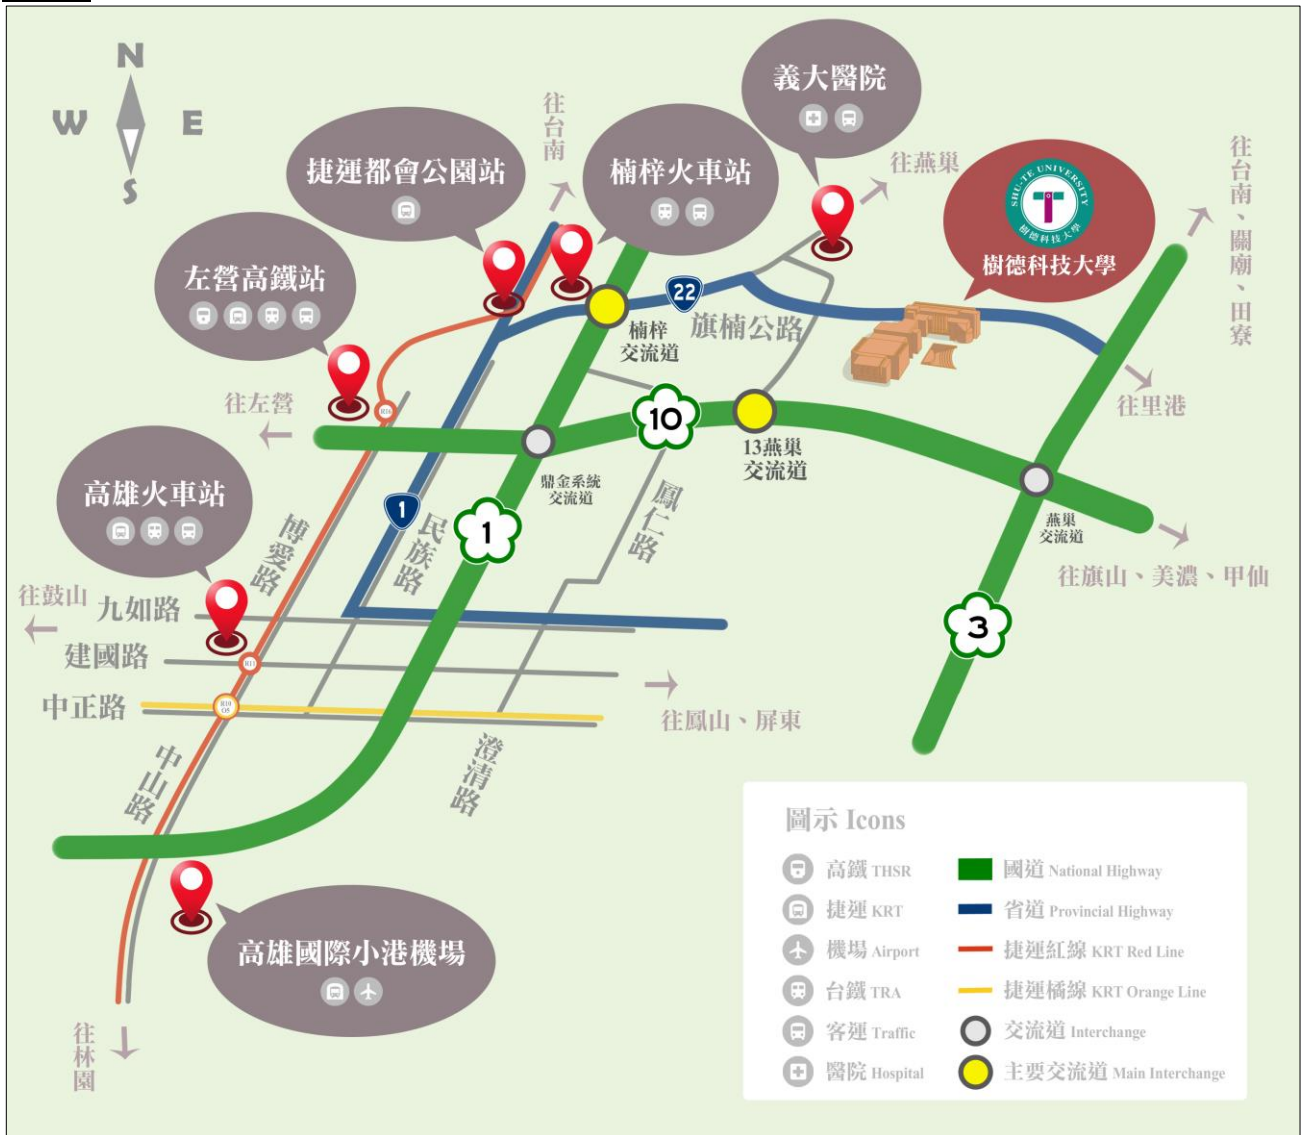 N
W E
S
義大醫院
往台南
捷運都會公園站
楠梓火車站
往燕巢
SHU-TE UNIVERSITY
樹德科技大學
樹德科技大學
往台南、關廟、田寮
左營高鐵站
22
旗楠公路
楠梓
交流道
往左營
R16
10
往里港
13燕巢
交流道
鼎金系統
交流道
高雄火車站
1
博愛路
民族路
1
鳳仁路
燕巢
交流道
往旗山、美濃、甲仙
往鼓山
九如路
3
建國路
R11
中正路
R10
O5
往鳳山、屏東
中山路
澄清路
高雄國際小港機場
往林園
圖示 Icons
高鐵 THSR
國道 National Highway
捷運 KRT
省道 Provincial Highway
機場 Airport
捷運紅線 KRT Red Line
台鐵 TRA
捷運橘線 KRT Orange Line
客運 Traffic
交流道 Interchange
醫院 Hospital
主要交流道 Main Interchange